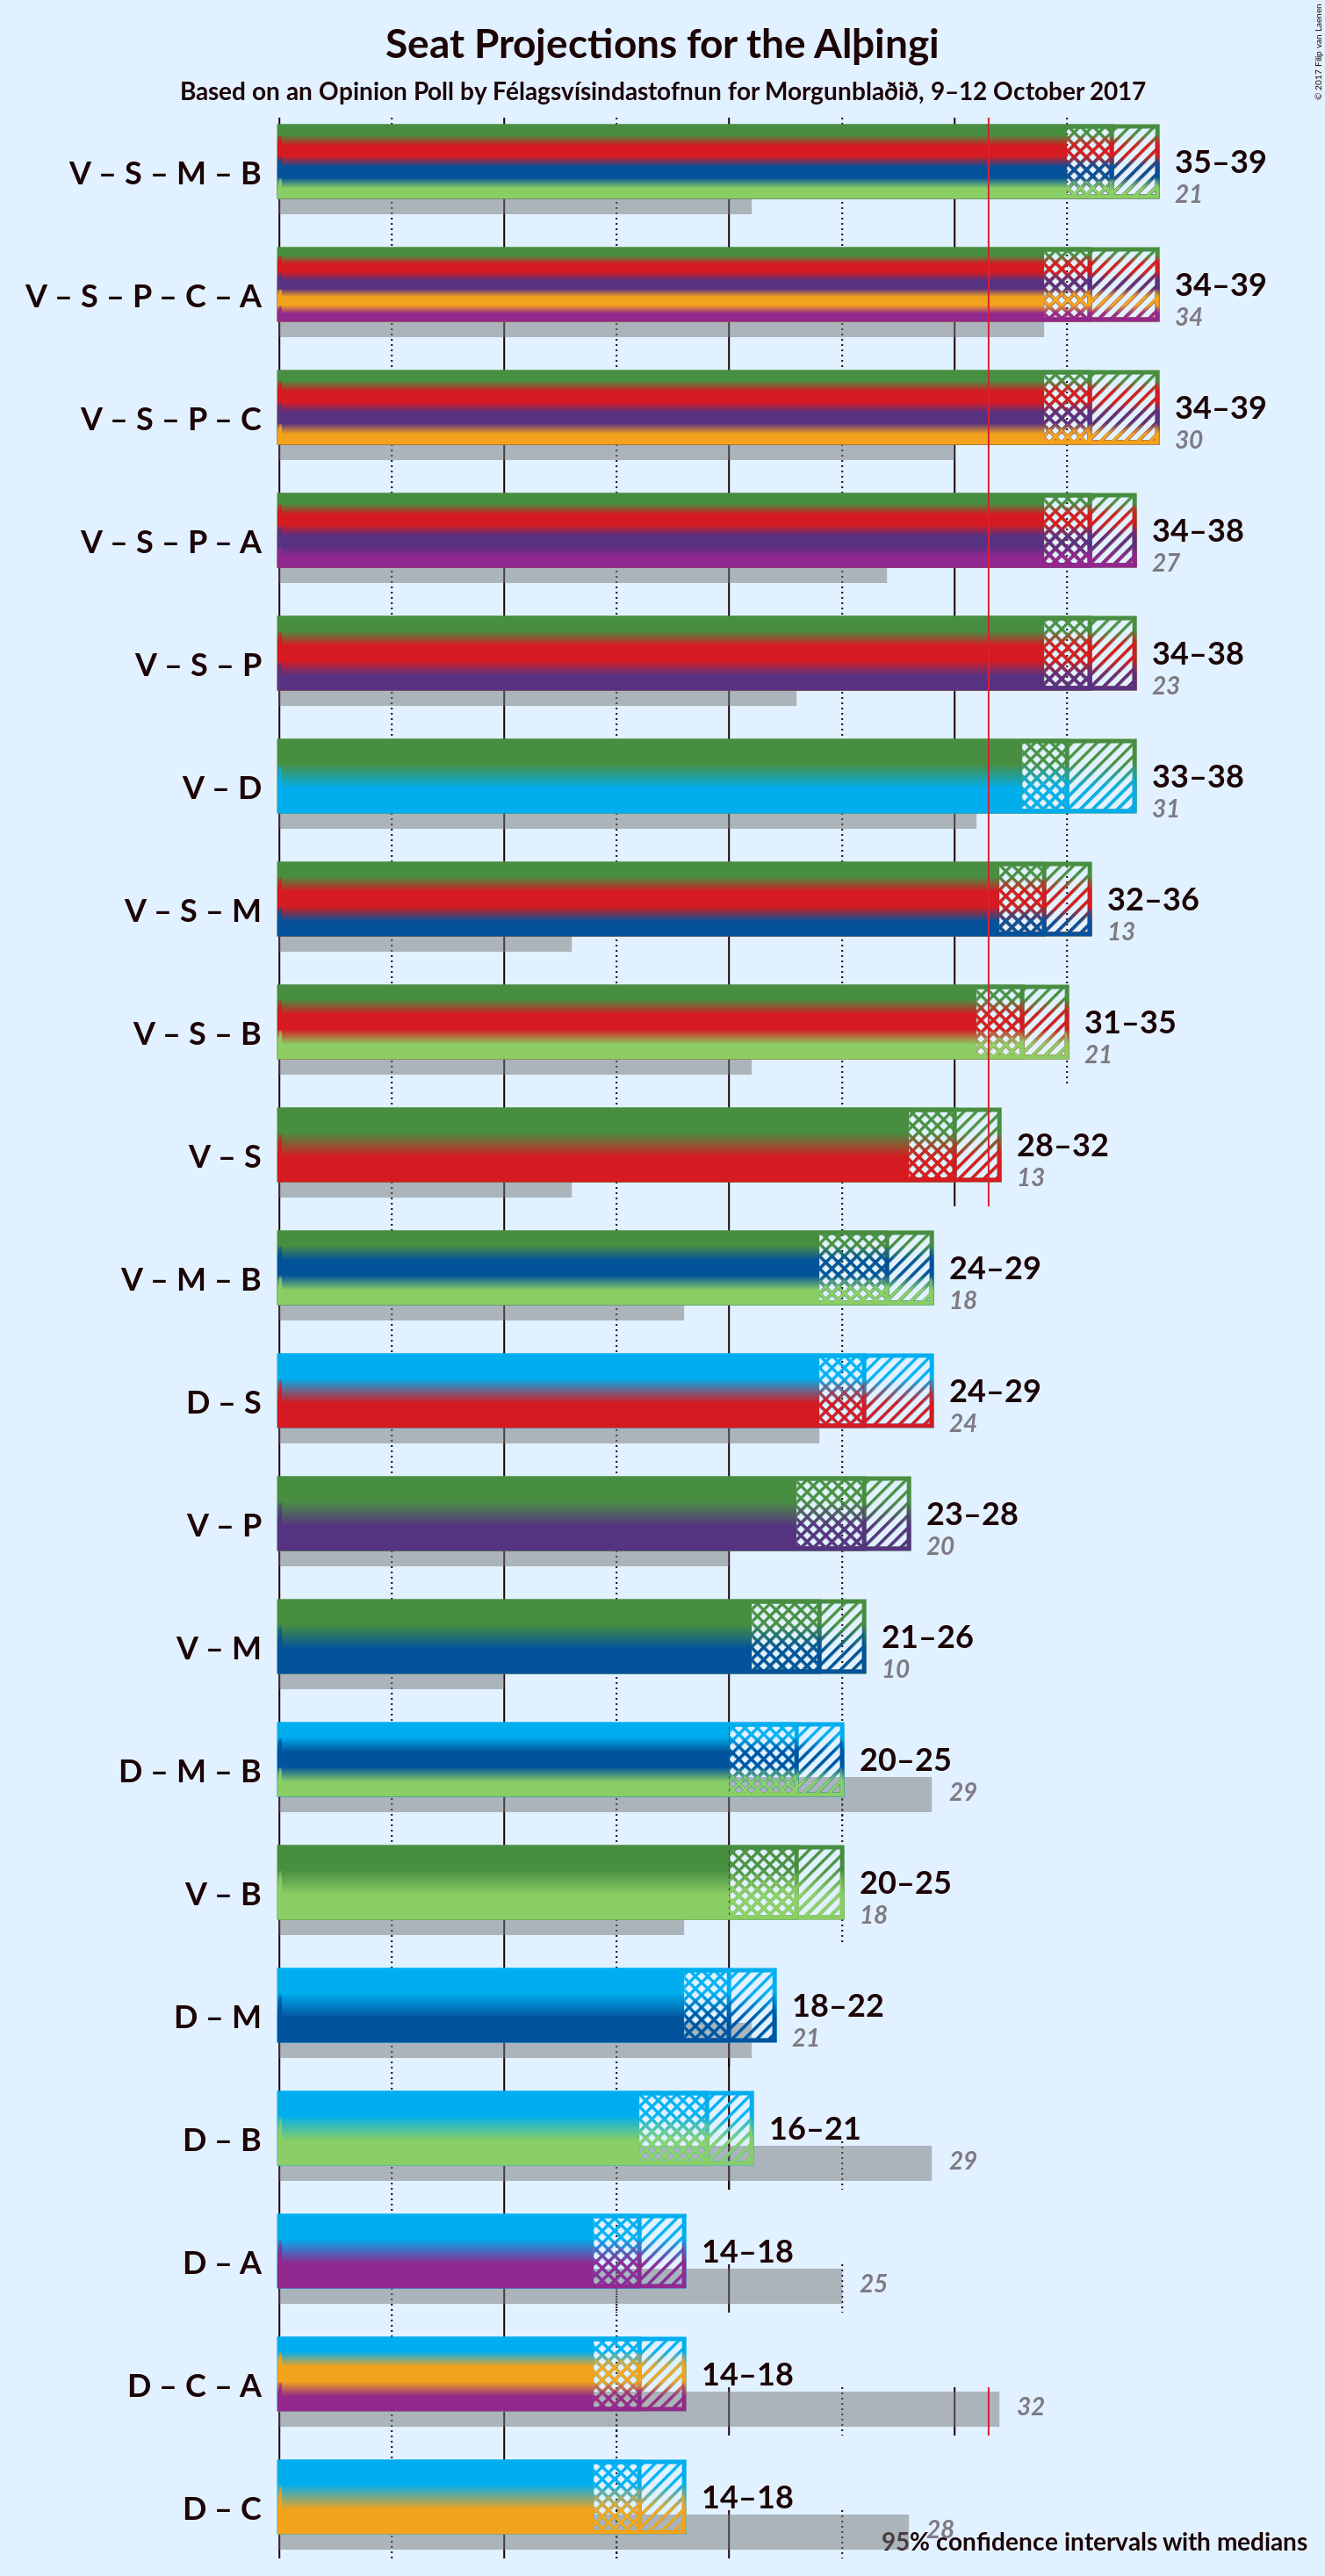 Seat Projections for the Alþingi
Based on an Opinion Poll by Félagsvísindastofnun for Morgunblaðið, 9–12 October 2017
© 2017 Filip van Laenen
V – S – M – B
35–39
21
V – S – P – C – A
34–39
34
V – S – P – C
34–39
30
V – S – P – A
34–38
27
V – S – P
34–38
23
V – D
33–38
31
V – S – M
32–36
13
V – S – B
31–35
21
V – S
28–32
13
V – M – B
24–29
18
D – S
24–29
24
V – P
23–28
20
V – M
21–26
10
D – M – B
20–25
29
V – B
20–25
18
D – M
18–22
21
D – B
16–21
29
D – A
14–18
25
D – C – A
14–18
32
D – C
14–18
28
95% confidence intervals with medians